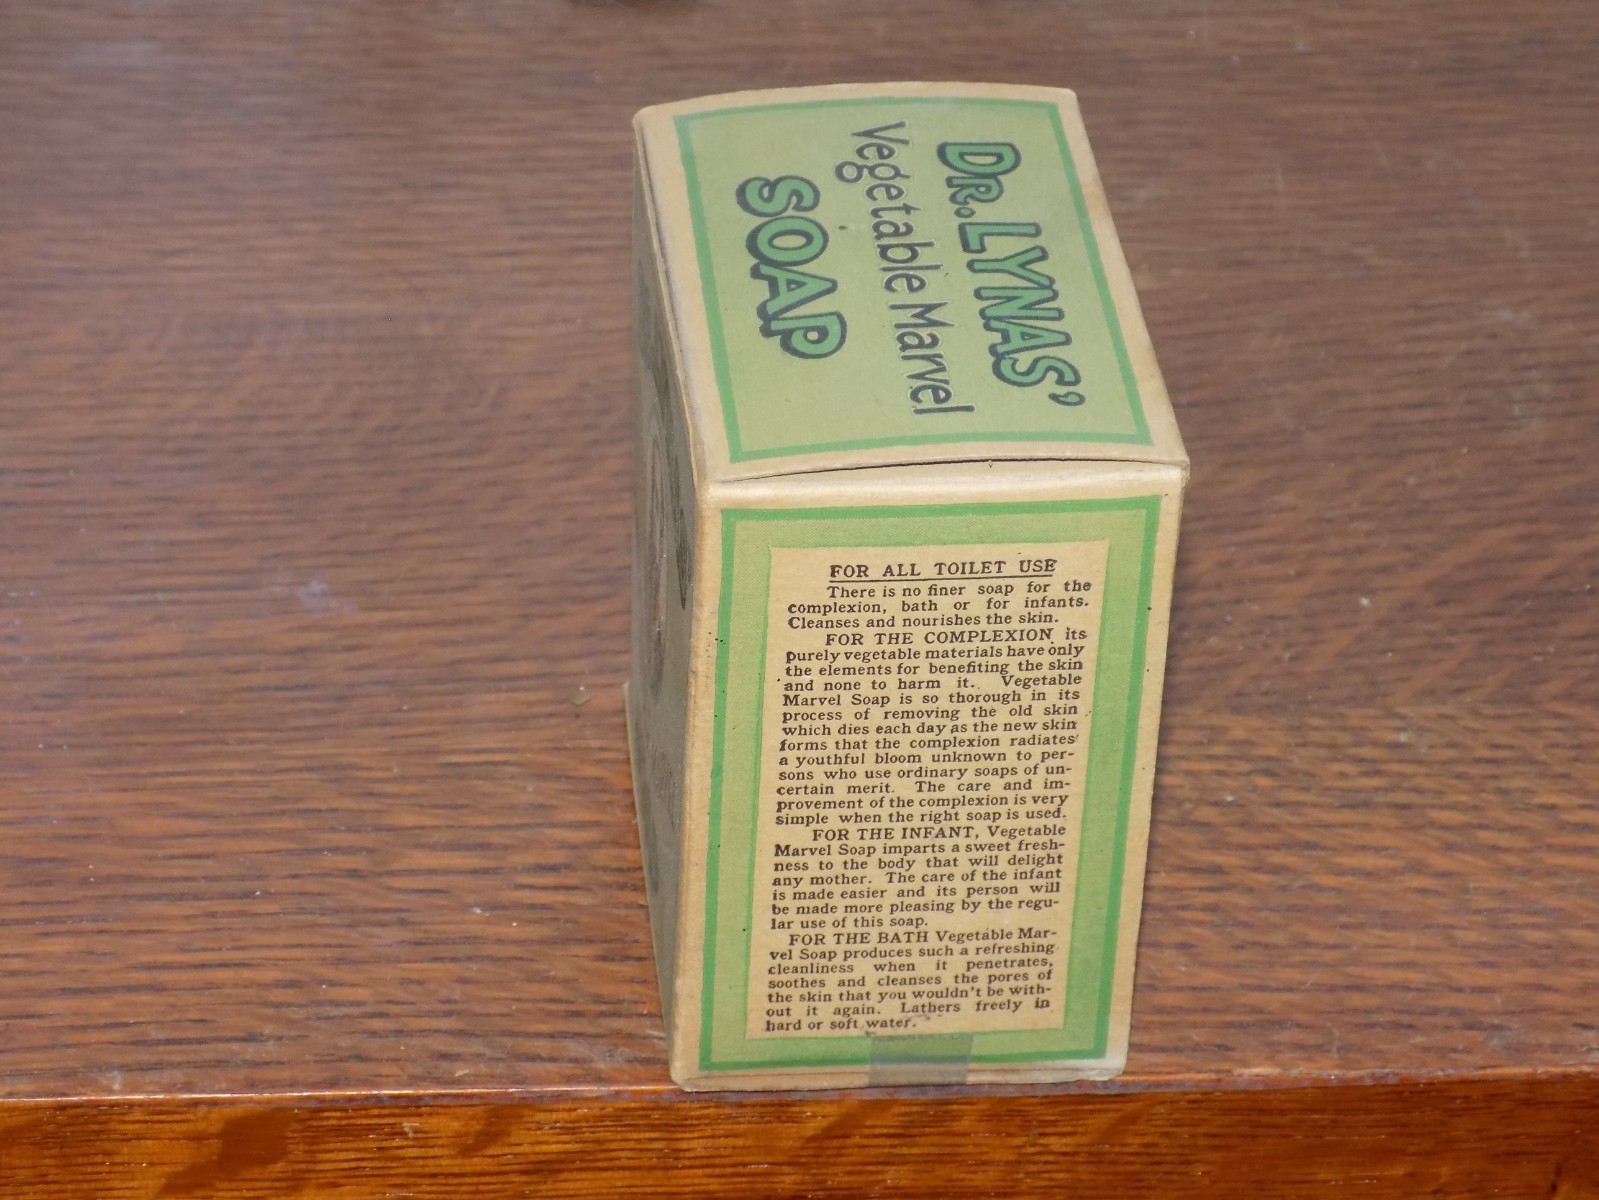 DR. LYNAS'
Vegetable Marvel
SOAP
FOR ALL TOILET USE
There is no finer soap for the
complexion, bath or for infants.
Cleanses and nourishes the skin.
FOR THE COMPLEXION its
purely vegetable materials have only
the elements for benefiting the skin
and none to harm it. Vegetable
Marvel Soap is so thorough in its
process of removing the old skin
which dies each day as the new skin
forms that the complexion radiates
a youthful bloom unknown to per-
sons who use ordinary soaps of un-
certain merit. The care and im-
provement of the complexion is very
simple when the right soap is used.
FOR THE INFANT, Vegetable
Marvel Soap imparts a sweet fresh-
ness to the body that will delight
any mother. The care of the infant
is made easier and its person will
be made more pleasing by the regu-
lar use of this soap.
FOR THE BATH Vegetable Mar-
vel Soap produces such a refreshing
cleanliness when it penetrates,
soothes and cleanses the pores of
the skin that you wouldn't be with-
out it again. Lathers freely in
hard or soft water.